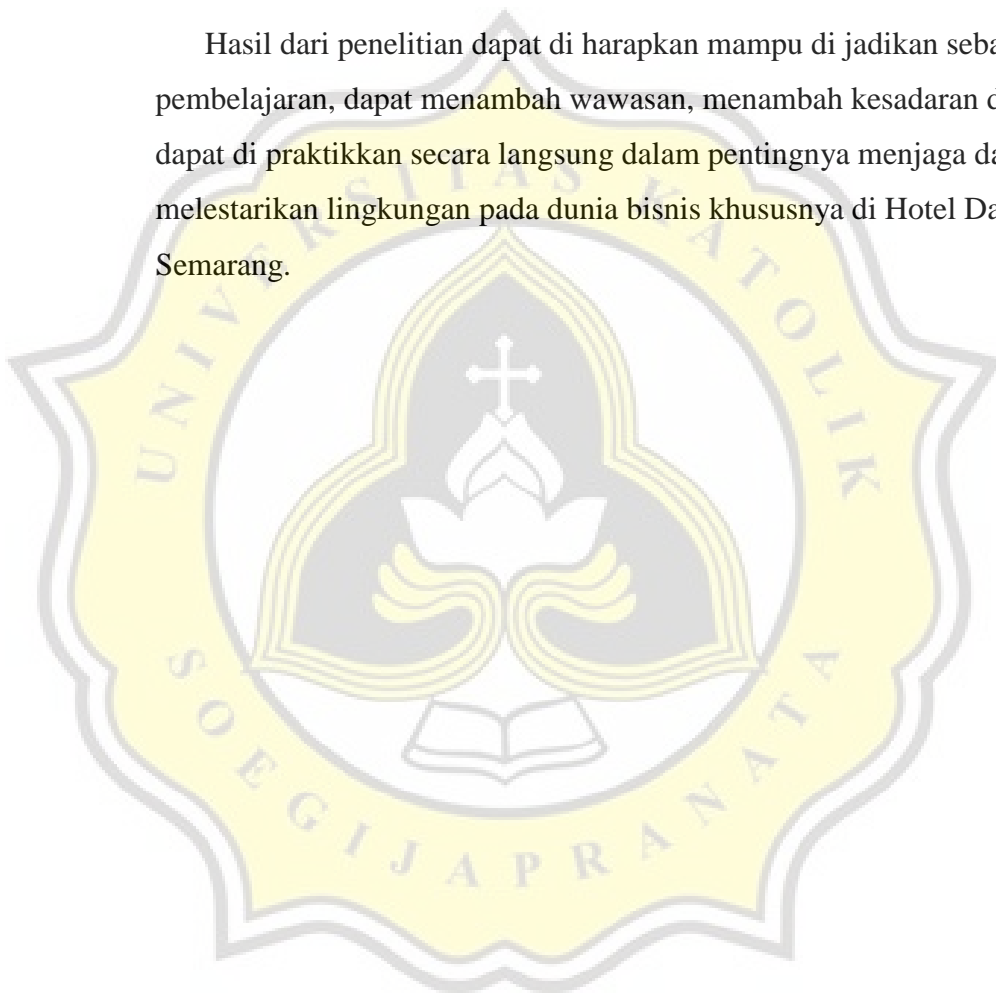 Hasil dari penelitian dapat di harapkan mampu di jadikan
pembelajaran, dapat menambah wawasan, menambah kesadaran
dapat di praktikkan secara langsung dalam pentingnya menjaga
melestarikan lingkungan pada dunia bisnis khususnya di Hotel
Semarang.
UNIVERSITAS KATOLIK
SOEGIJAPRANATA